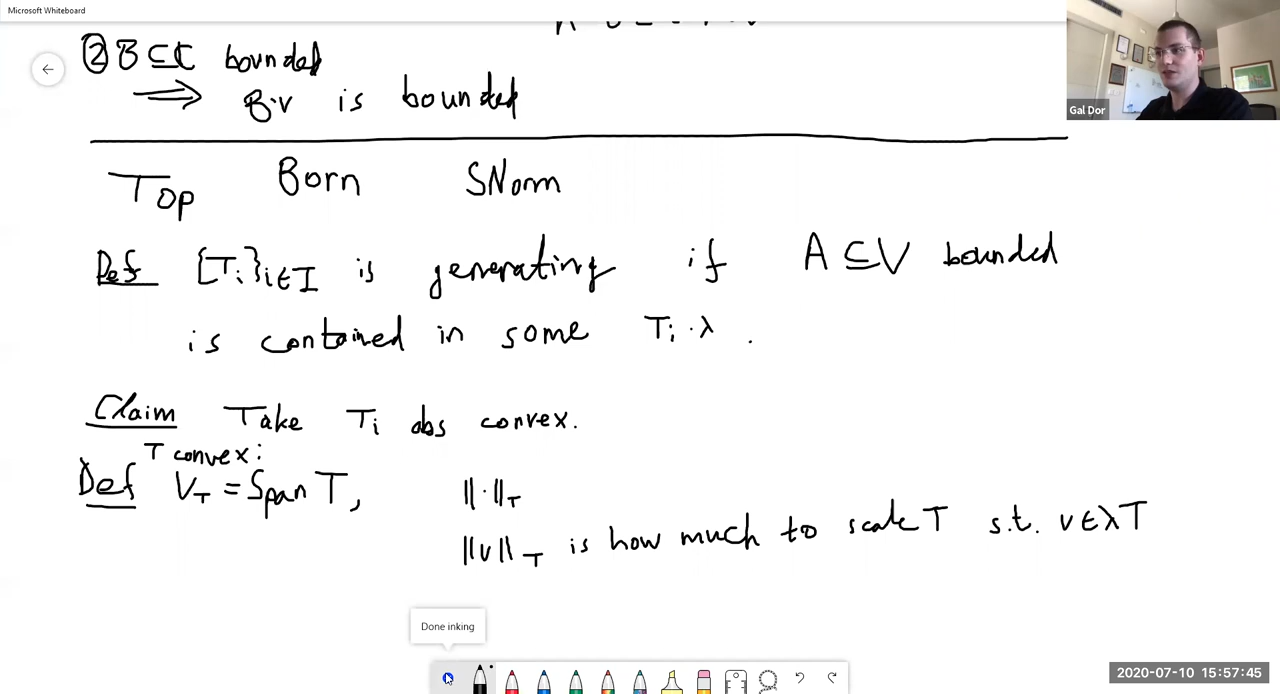 Microsoft Whiteboard
② B ⊆ ℂ bounded
⟹ B·v is bounded
Gal Dor
Top Born SNorm
Def {Ti}i∈I is generating if A ⊆ V bounded
is contained in some Ti·λ.
Claim Take Ti abs convex.
T convex:
Def V_T = Span T, ||·||_T
||v||_T is how much to scale T s.t. v∈λT
Done inking
2020-07-10 15:57:45